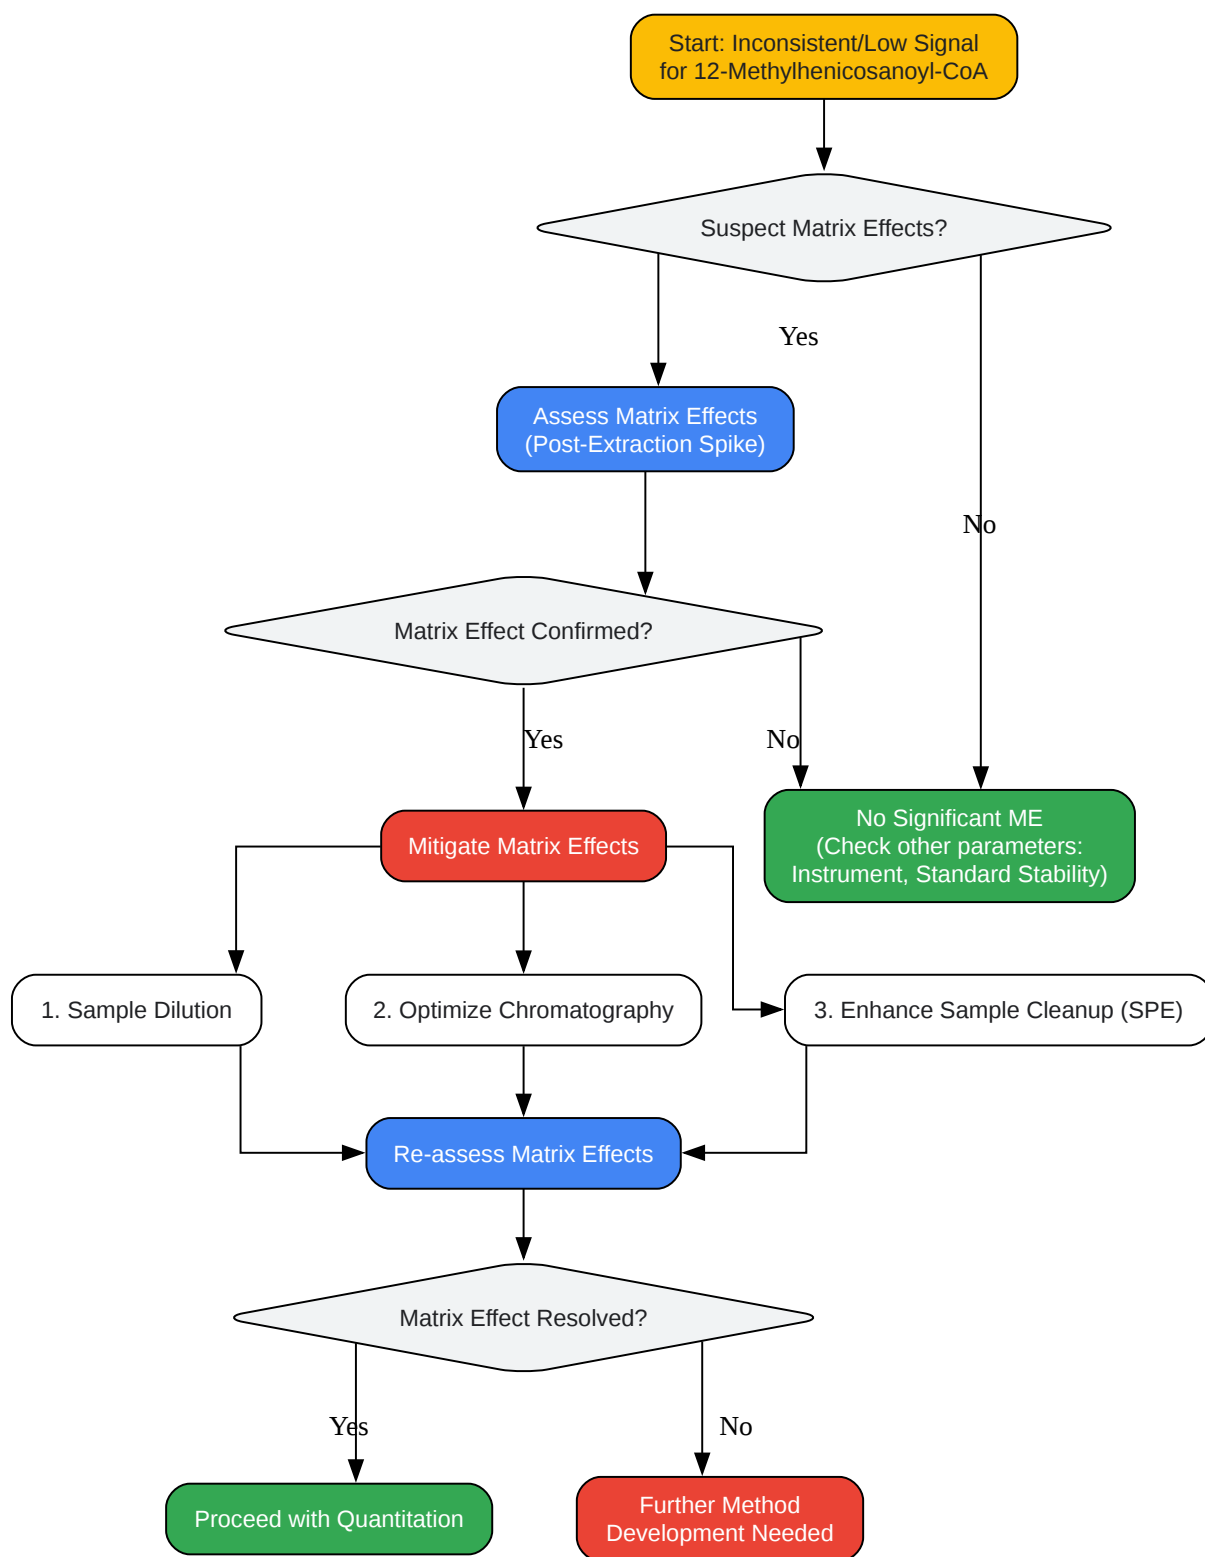 Start: Inconsistent/Low Signal
for 12-Methylhenicosanoyl-CoA
Suspect Matrix Effects?
Yes
Assess Matrix Effects
(Post-Extraction Spike)
No
Matrix Effect Confirmed?
Yes
No
No Significant ME
(Check other parameters:
Instrument, Standard Stability)
Mitigate Matrix Effects
1. Sample Dilution
2. Optimize Chromatography
3. Enhance Sample Cleanup (SPE)
Re-assess Matrix Effects
Matrix Effect Resolved?
Yes
No
Proceed with Quantitation
Further Method
Development Needed